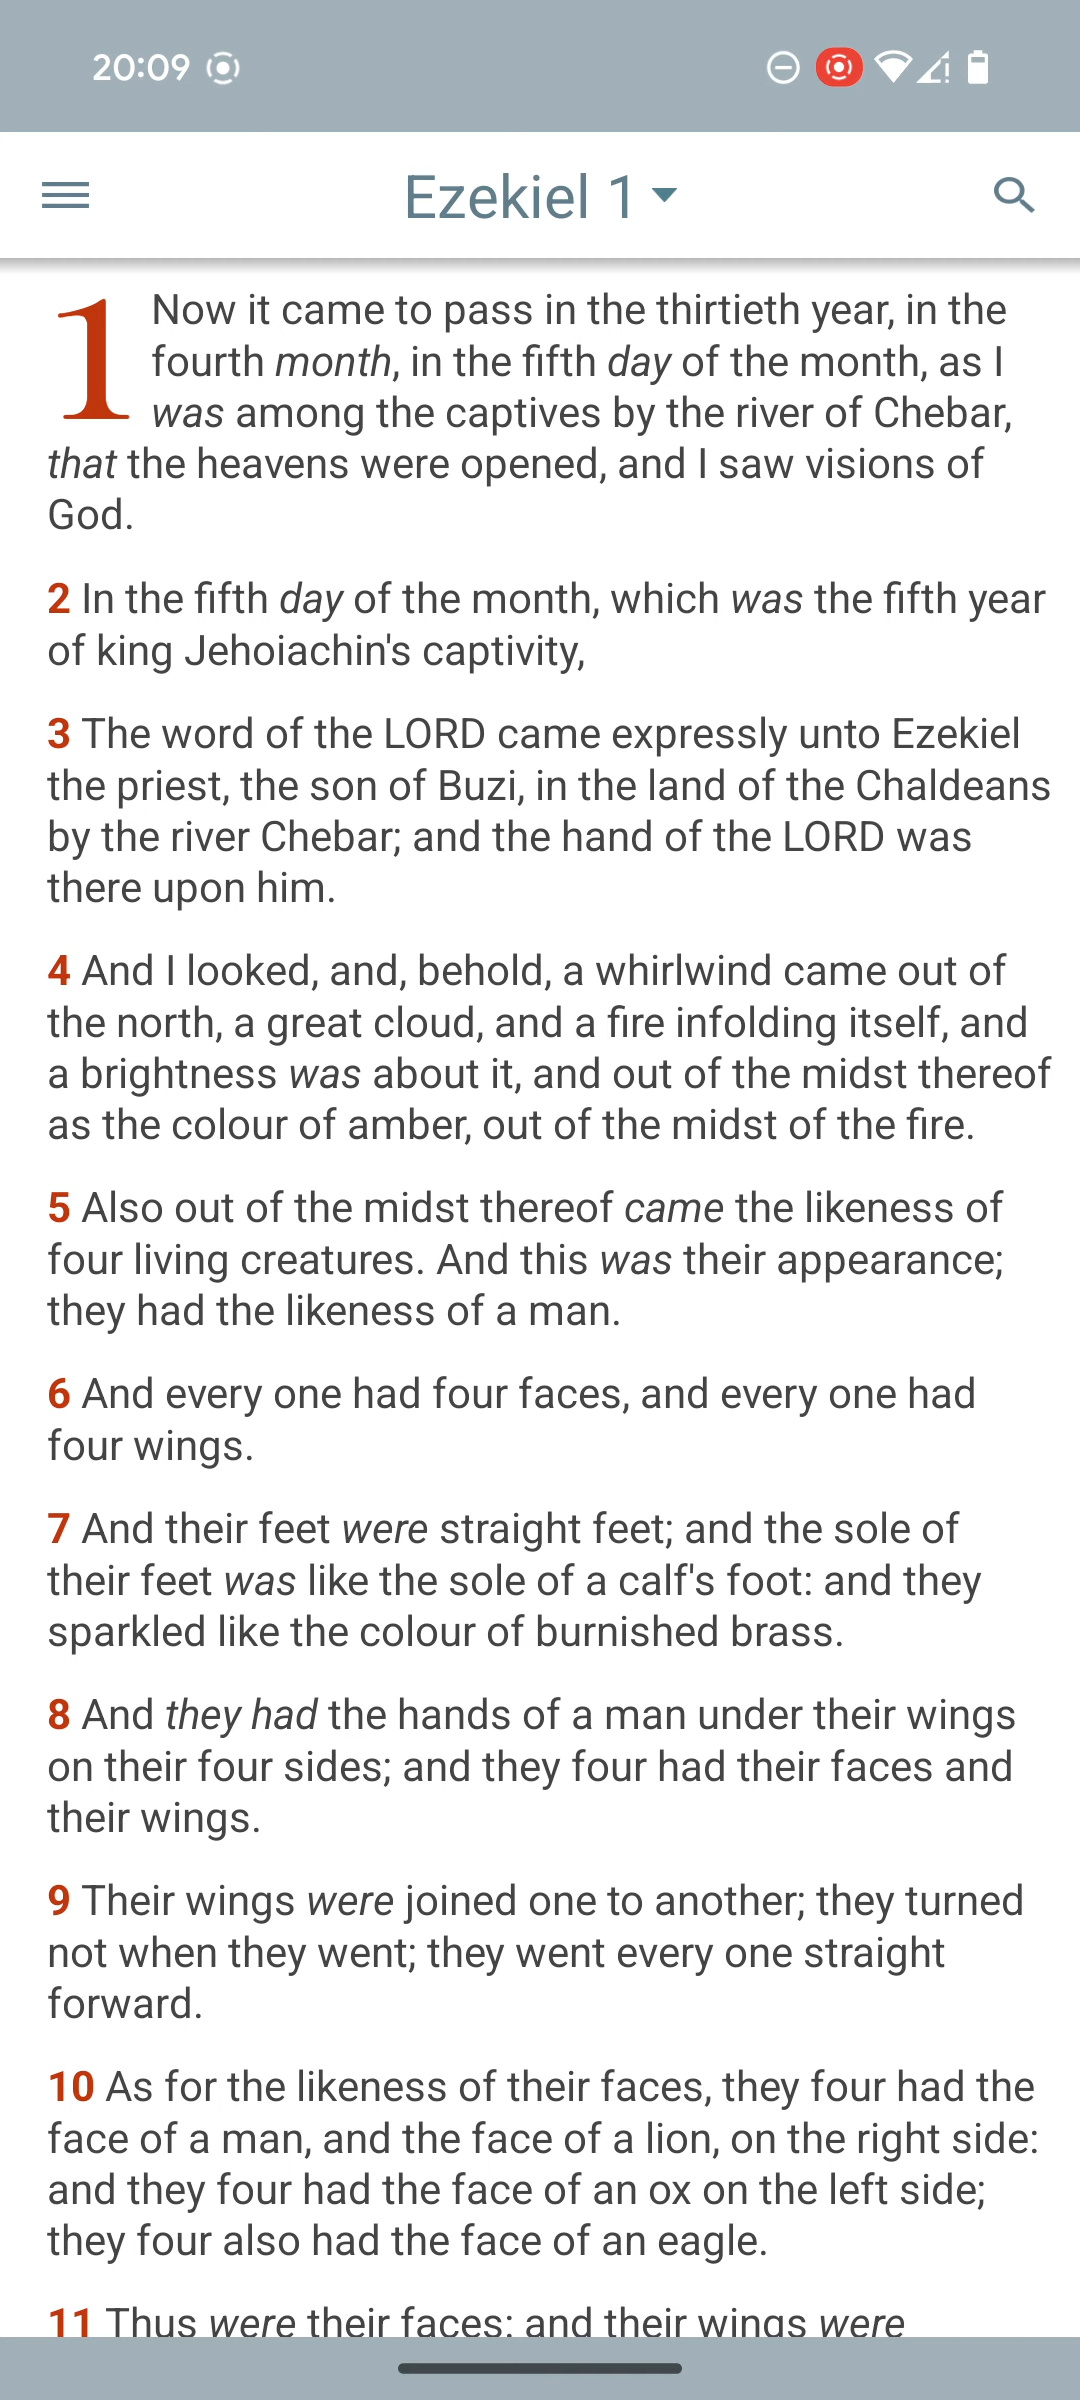 20:09
Ezekiel 1
1 Now it came to pass in the thirtieth year, in the
fourth month, in the fifth day of the month, as I
was among the captives by the river of Chebar,
that the heavens were opened, and I saw visions of
God.
2 In the fifth day of the month, which was the fifth year
of king Jehoiachin's captivity,
3 The word of the LORD came expressly unto Ezekiel
the priest, the son of Buzi, in the land of the Chaldeans
by the river Chebar; and the hand of the LORD was
there upon him.
4 And I looked, and, behold, a whirlwind came out of
the north, a great cloud, and a fire infolding itself, and
a brightness was about it, and out of the midst thereof
as the colour of amber, out of the midst of the fire.
5 Also out of the midst thereof came the likeness of
four living creatures. And this was their appearance;
they had the likeness of a man.
6 And every one had four faces, and every one had
four wings.
7 And their feet were straight feet; and the sole of
their feet was like the sole of a calf's foot: and they
sparkled like the colour of burnished brass.
8 And they had the hands of a man under their wings
on their four sides; and they four had their faces and
their wings.
9 Their wings were joined one to another; they turned
not when they went; they went every one straight
forward.
10 As for the likeness of their faces, they four had the
face of a man, and the face of a lion, on the right side:
and they four had the face of an ox on the left side;
they four also had the face of an eagle.
11 Thus were their faces: and their wings were